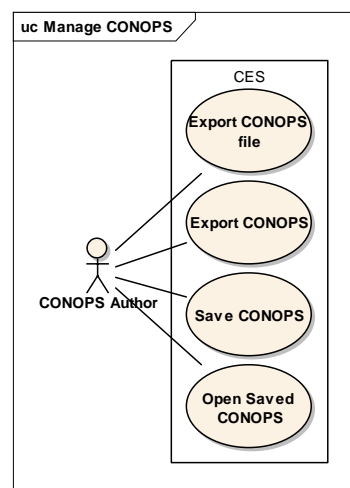 uc Manage CONOPS
CES
Export CONOPS
file
Export CONOPS
CONOPS Author
Save CONOPS
Open Saved
CONOPS